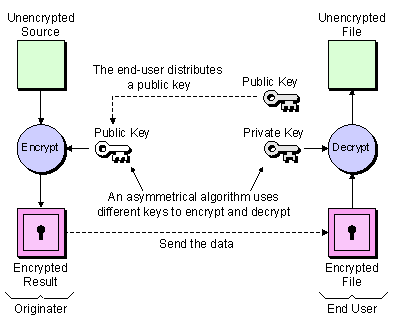 Unencrypted
Source
Unencrypted
File
The end-user distributes
a public key
Public Key
Encrypt
Public Key
Private Key
Decrypt
An asymmetrical algorithm uses
different keys to encrypt and decrypt
Send the data
Encrypted
Result
Encrypted
File
Originater
End User